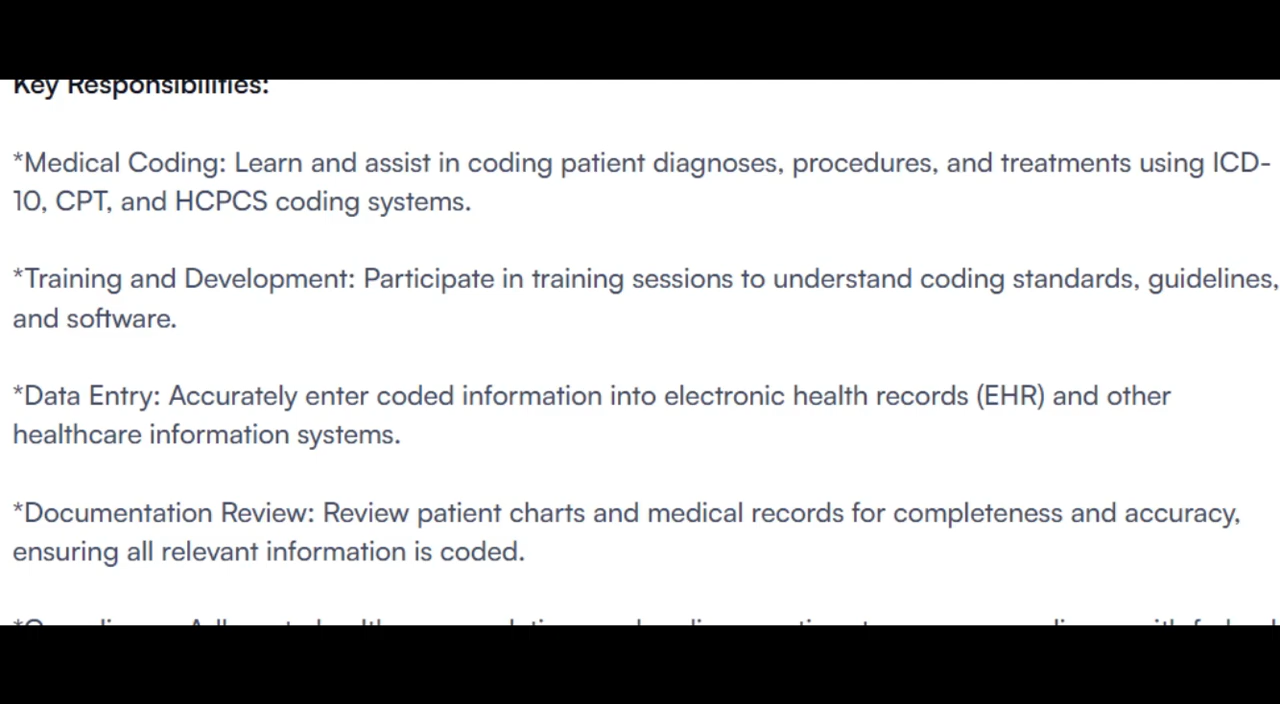 Key Responsibilities:
*Medical Coding: Learn and assist in coding patient diagnoses, procedures, and treatments using ICD-
10, CPT, and HCPCS coding systems.
*Training and Development: Participate in training sessions to understand coding standards, guidelines,
and software.
*Data Entry: Accurately enter coded information into electronic health records (EHR) and other
healthcare information systems.
*Documentation Review: Review patient charts and medical records for completeness and accuracy,
ensuring all relevant information is coded.